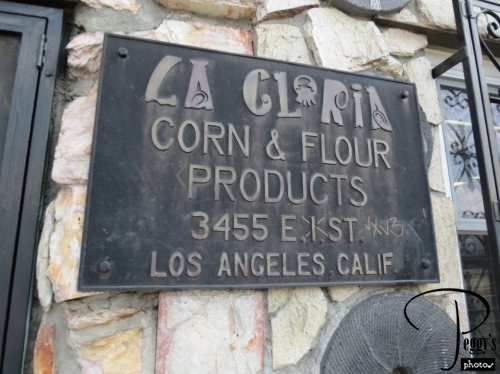 LA GLORIA
CORN & FLOUR
PRODUCTS
3455 E. 1ST.
LOS ANGELES, CALIF.
Peggy's
photos